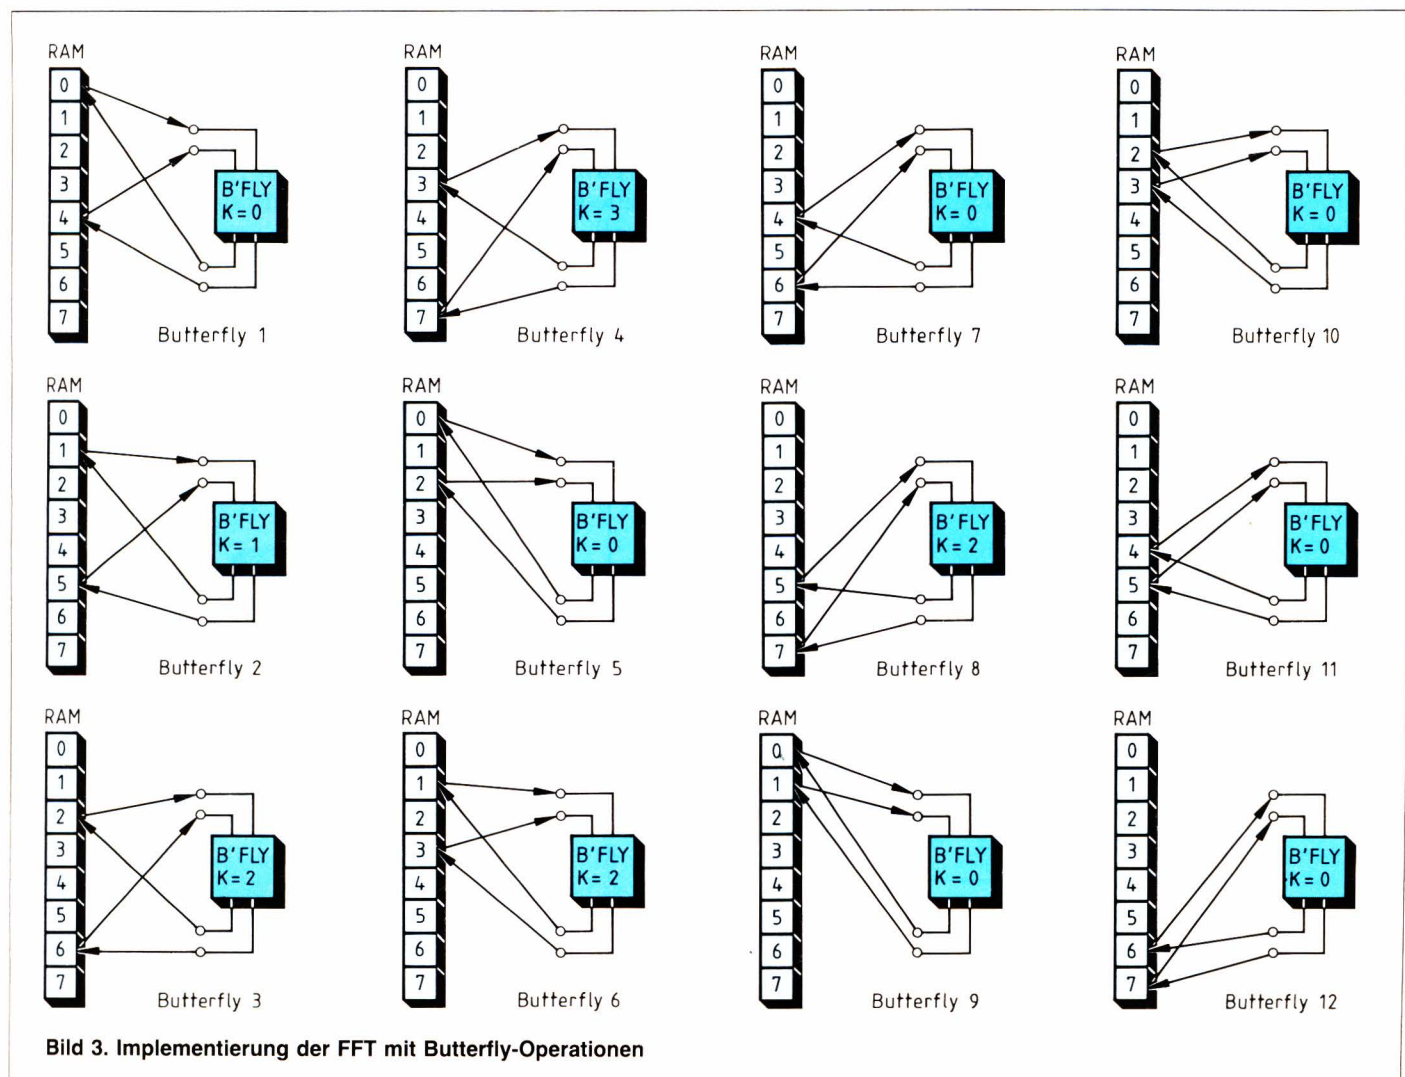 RAM
0
1
2
3
4
5
6
7
B'FLY
K=0
Butterfly 1
RAM
0
1
2
3
4
5
6
7
B'FLY
K=3
Butterfly 4
RAM
0
1
2
3
4
5
6
7
B'FLY
K=0
Butterfly 7
RAM
0
1
2
3
4
5
6
7
B'FLY
K=0
Butterfly 10
RAM
0
1
2
3
4
5
6
7
B'FLY
K=1
Butterfly 2
RAM
0
1
2
3
4
5
6
7
B'FLY
K=0
Butterfly 5
RAM
0
1
2
3
4
5
6
7
B'FLY
K=2
Butterfly 8
RAM
0
1
2
3
4
5
6
7
B'FLY
K=0
Butterfly 11
RAM
0
1
2
3
4
5
6
7
B'FLY
K=2
Butterfly 3
RAM
0
1
2
3
4
5
6
7
B'FLY
K=2
Butterfly 6
RAM
0
1
2
3
4
5
6
7
B'FLY
K=0
Butterfly 9
RAM
0
1
2
3
4
5
6
7
B'FLY
K=0
Butterfly 12
Bild 3. Implementierung der FFT mit Butterfly-Operationen